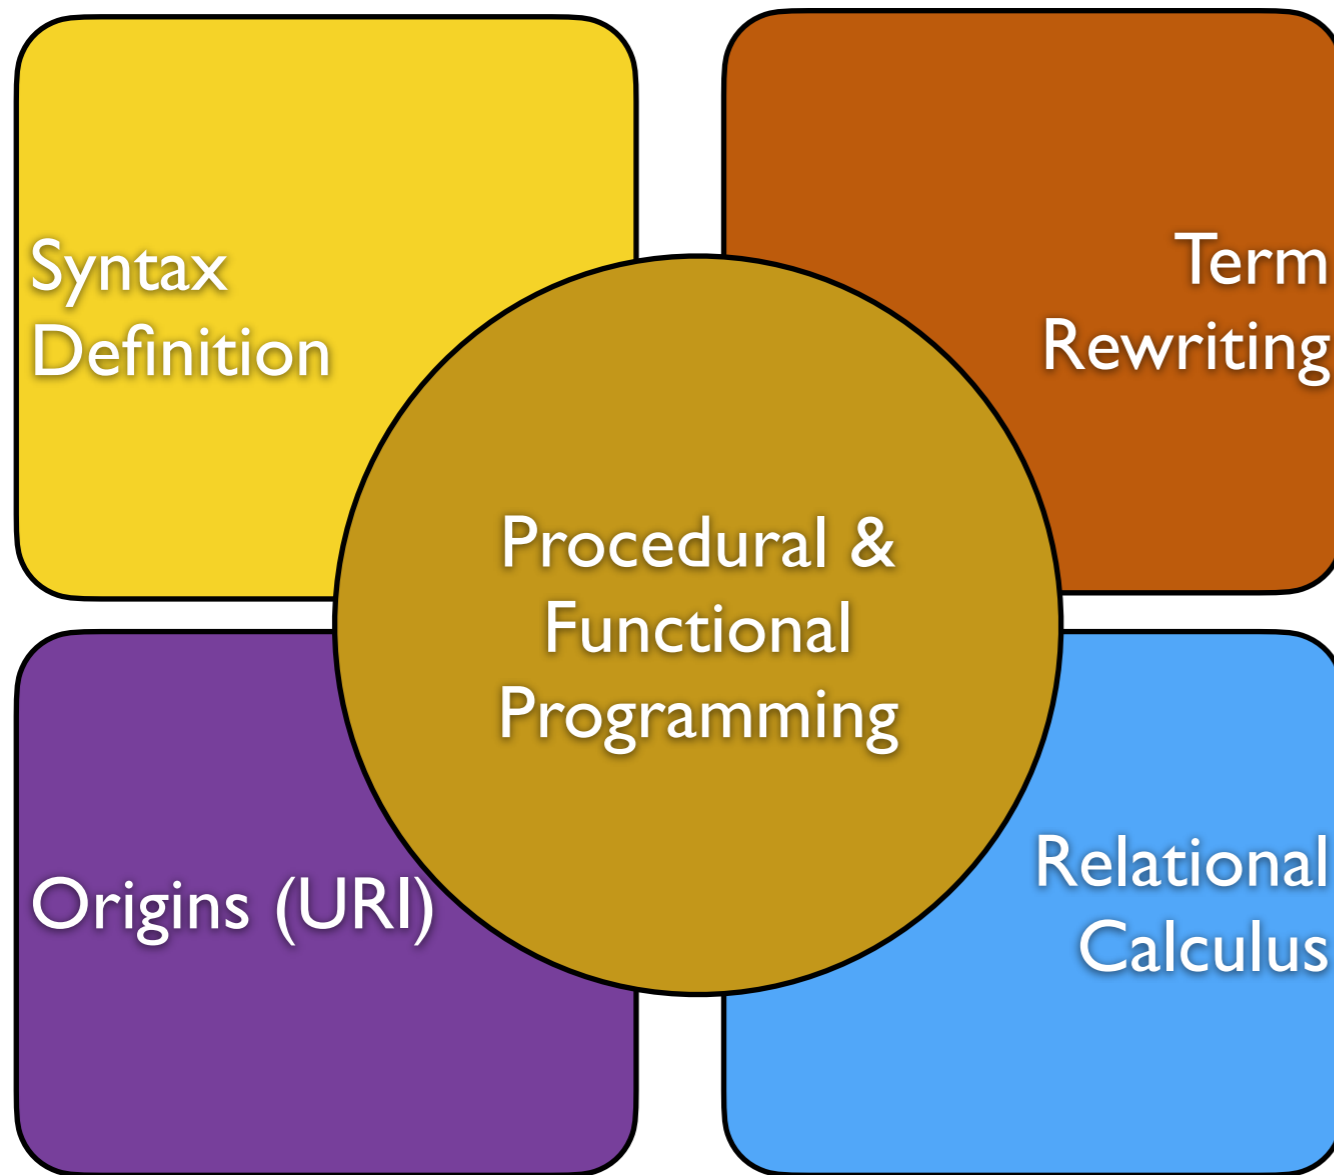 Syntax
Definition
Term
Rewriting
Procedural &
Functional
Programming
Origins (URI)
Relational
Calculus